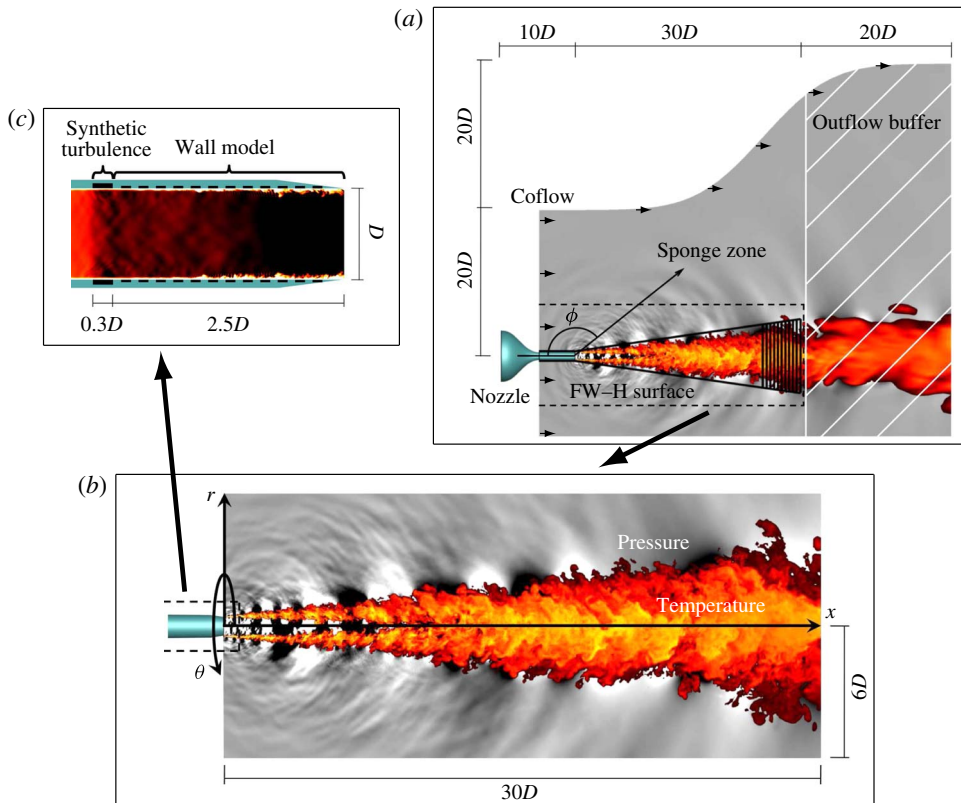 (a)
10D
30D
20D
20D
20D
Outflow buffer
Coflow
Sponge zone
ϕ
Nozzle
FW–H surface
(c)
Synthetic
turbulence
Wall model
D
0.3D
2.5D
(b)
r
Pressure
Temperature
x
θ
6D
30D